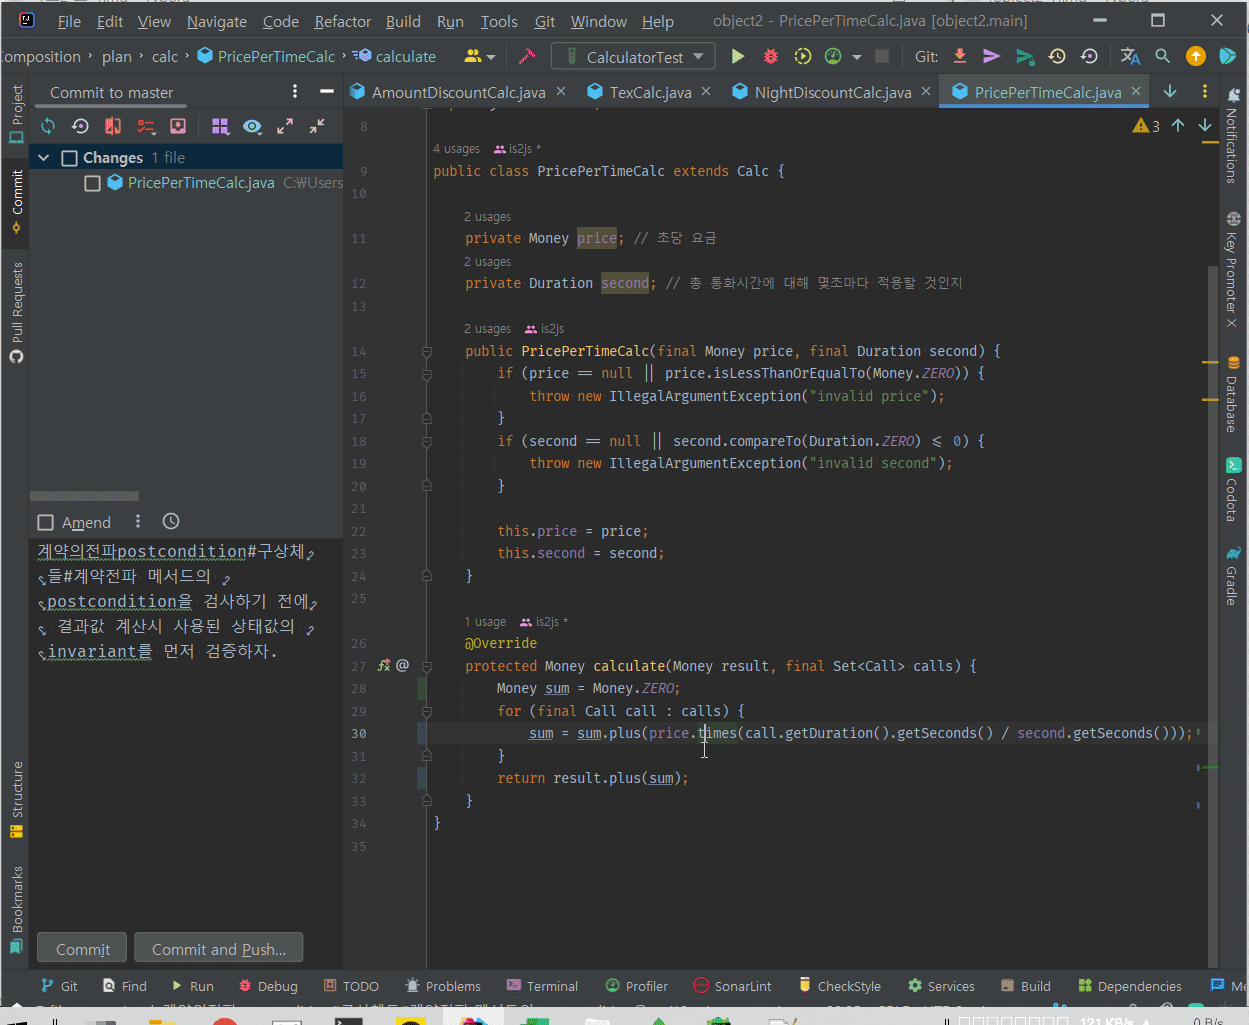 File Edit View Navigate Code Refactor Build Run Tools Git Window Help object2 - PricePerTimeCalc.java [object2.main]
omposition › plan › calc › PricePerTimeCalc › calculate CalculatorTest Git:
Commit to master
AmountDiscountCalc.java TexCalc.java NightDiscountCalc.java PricePerTimeCalc.java
Project
Commit
Pull Requests
Structure
Bookmarks
Changes 1 file
PricePerTimeCalc.java C:₩Users
Amend
계약의전파postcondition#구상체
들#계약전파 메서드의
postcondition을 검사하기 전에
결과값 계산시 사용된 상태값의
invariant를 먼저 검증하자.
Commit Commit and Push...
3
8
4 usages is2js *
9 public class PricePerTimeCalc extends Calc {
10
2 usages
11 private Money price; // 초당 요금
2 usages
12 private Duration second; // 총 통화시간에 대해 몇초마다 적용할 것인지
13
2 usages is2js
14 public PricePerTimeCalc(final Money price, final Duration second) {
15 if (price == null || price.isLessThanOrEqualTo(Money.ZERO)) {
16 throw new IllegalArgumentException("invalid price");
17 }
18 if (second == null || second.compareTo(Duration.ZERO) <= 0) {
19 throw new IllegalArgumentException("invalid second");
20 }
21
22 this.price = price;
23 this.second = second;
24 }
25
1 usage is2js *
26 @Override
27 protected Money calculate(Money result, final Set<Call> calls) {
28 Money sum = Money.ZERO;
29 for (final Call call : calls) {
30 sum = sum.plus(price.times(call.getDuration().getSeconds() / second.getSeconds()));
31 }
32 return result.plus(sum);
33 }
34 }
35
Notifications
Key Promoter X
Database
Codota
Gradle
Git Find Run Debug TODO Problems Terminal Profiler SonarLint CheckStyle Services Build Dependencies Me
121 KB/s
0 B/s